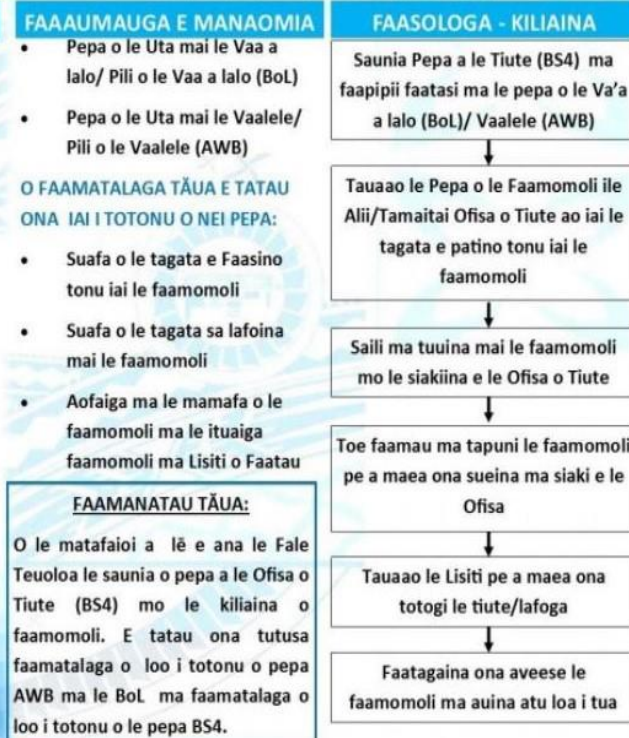 FAAAUMAUGA E MANAOMIA
• Pepa o le Uta mai le Vaa a
lalo/ Pili o le Vaa a lalo (BoL)
• Pepa o le Uta mai le Vaalele/
Pili o le Vaalele (AWB)
O FAAMATALAGA TĂUA E TATAU
ONA IAI I TOTONU O NEI PEPA:
• Suafa o le tagata e Faasino
tonu iai le faamomoli
• Suafa o le tagata sa lafoina
mai le faamomoli
• Aofaiga ma le mamafa o le
faamomoli ma le ituaiga
faamomoli ma Lisiti o Faatau
FAAMANATAU TĂUA:
O le matafaioi a lē e ana le Fale
Teuoloa le saunia o pepa a le Ofisa o
Tiute (BS4) mo le kiliaina o
faamomoli. E tatau ona tutusa
faamatalaga o loo i totonu o pepa
AWB ma le BoL ma faamatalaga o
loo i totonu o le pepa BS4.
FAASOLOGA - KILIAINA
Saunia Pepa a le Tiute (BS4) ma
faapipii faatasi ma le pepa o le Va'a
a lalo (BoL)/ Vaalele (AWB)
Tauaao le Pepa o le Faamomoli ile
Alii/Tamaitai Ofisa o Tiute ao iai le
tagata e patino tonu iai le
faamomoli
Saili ma tuuina mai le faamomoli
mo le siakiina e le Ofisa o Tiute
Toe faamau ma tapuni le faamomoli
pe a maea ona sueina ma siaki e le
Ofisa
Tauaao le Lisiti pe a maea ona
totogi le tiute/lafoga
Faatagaina ona aveese le
faamomoli ma auina atu loa i tua